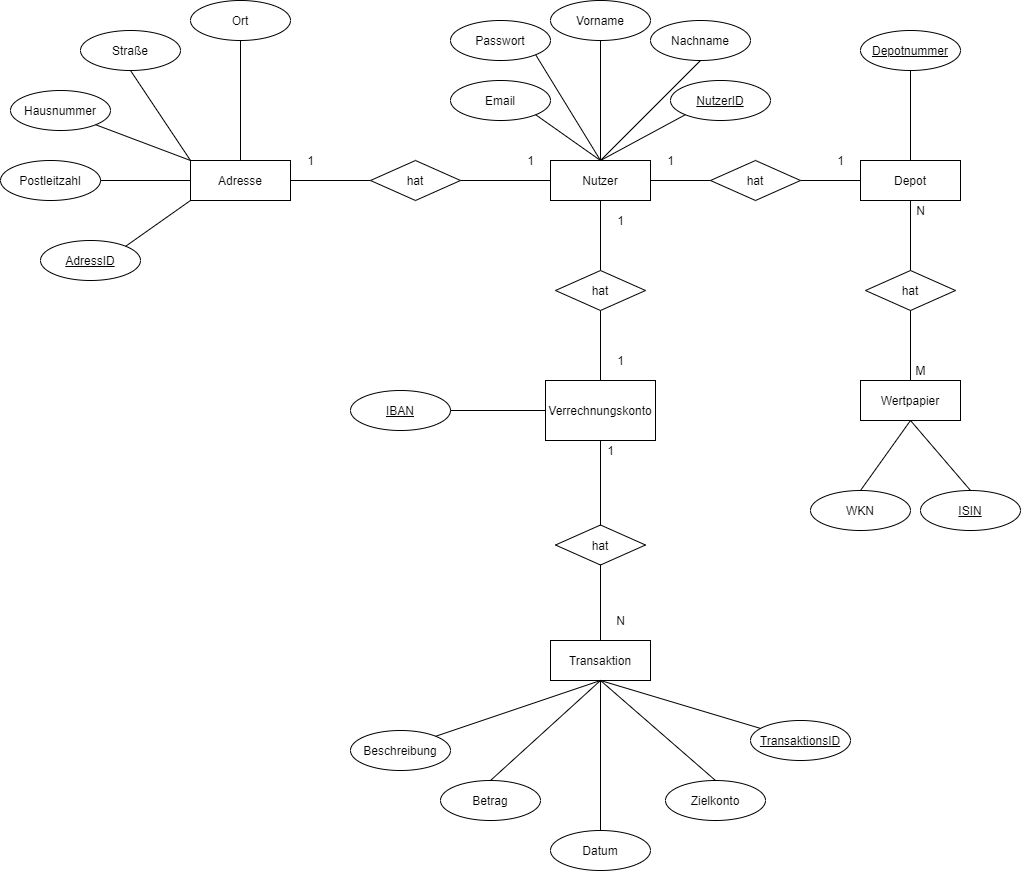 Ort
Vorname
Straße
Passwort
Nachname
Depotnummer
Hausnummer
Email
NutzerID
Postleitzahl
Adresse
1
hat
1
Nutzer
1
hat
1
Depot
1
N
AdressID
hat
hat
1
M
IBAN
Verrechnungskonto
Wertpapier
1
WKN
ISIN
hat
N
Transaktion
Beschreibung
TransaktionsID
Betrag
Zielkonto
Datum